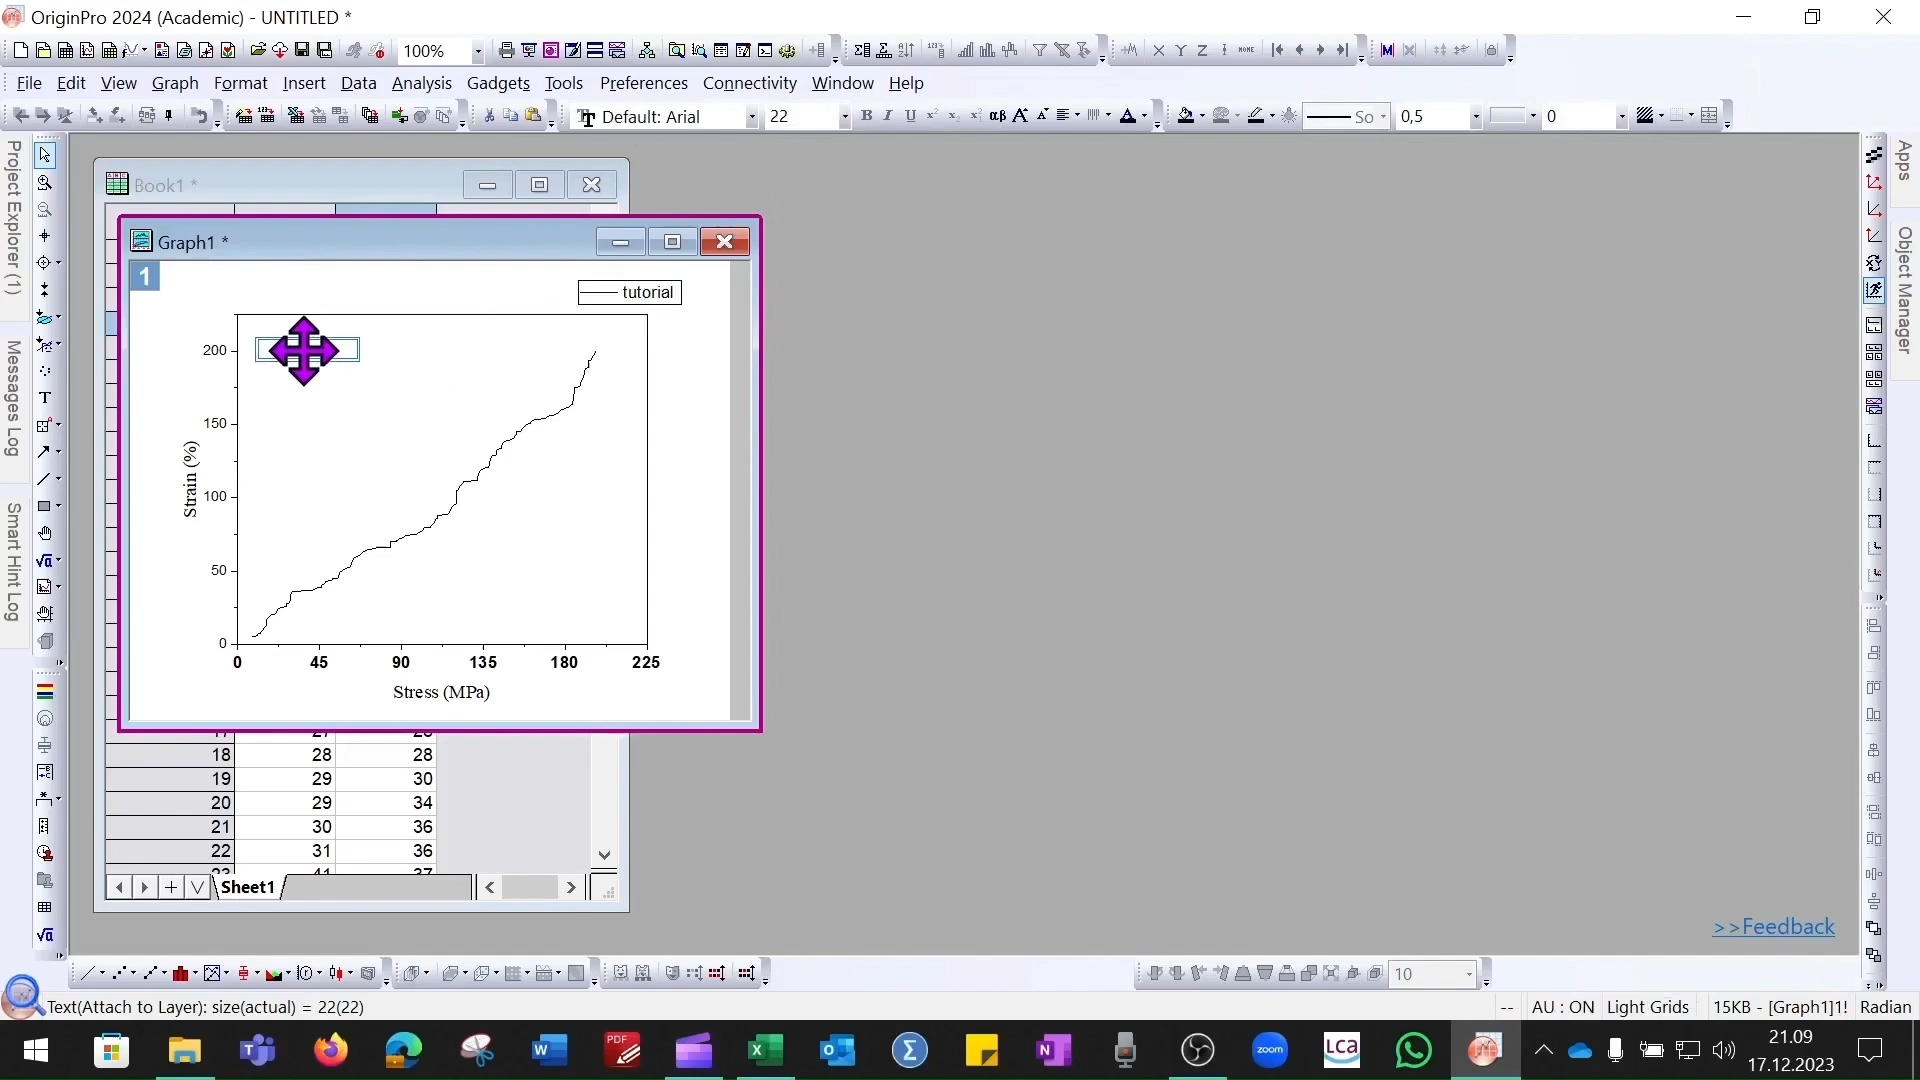 OriginPro 2024 (Academic) - UNTITLED *
100%
File Edit View Graph Format Insert Data Analysis Gadgets Tools Preferences Connectivity Window Help
Default: Arial 22 B I U αβ A So 0,5 0
Project Explorer (1)
Messages Log
Smart Hint Log
Apps
Object Manager
Book1 *
Graph1 *
1
tutorial
200
150
100
50
0
Strain (%)
0 45 90 135 180 225
Stress (MPa)
18 28 28
19 29 30
20 29 34
21 30 36
22 31 36
Sheet1
>>Feedback
10
Text(Attach to Layer): size(actual) = 22(22)
-- AU : ON Light Grids 15KB - [Graph1]1! Radian
21.09
17.12.2023
PDF
zoom
LCa